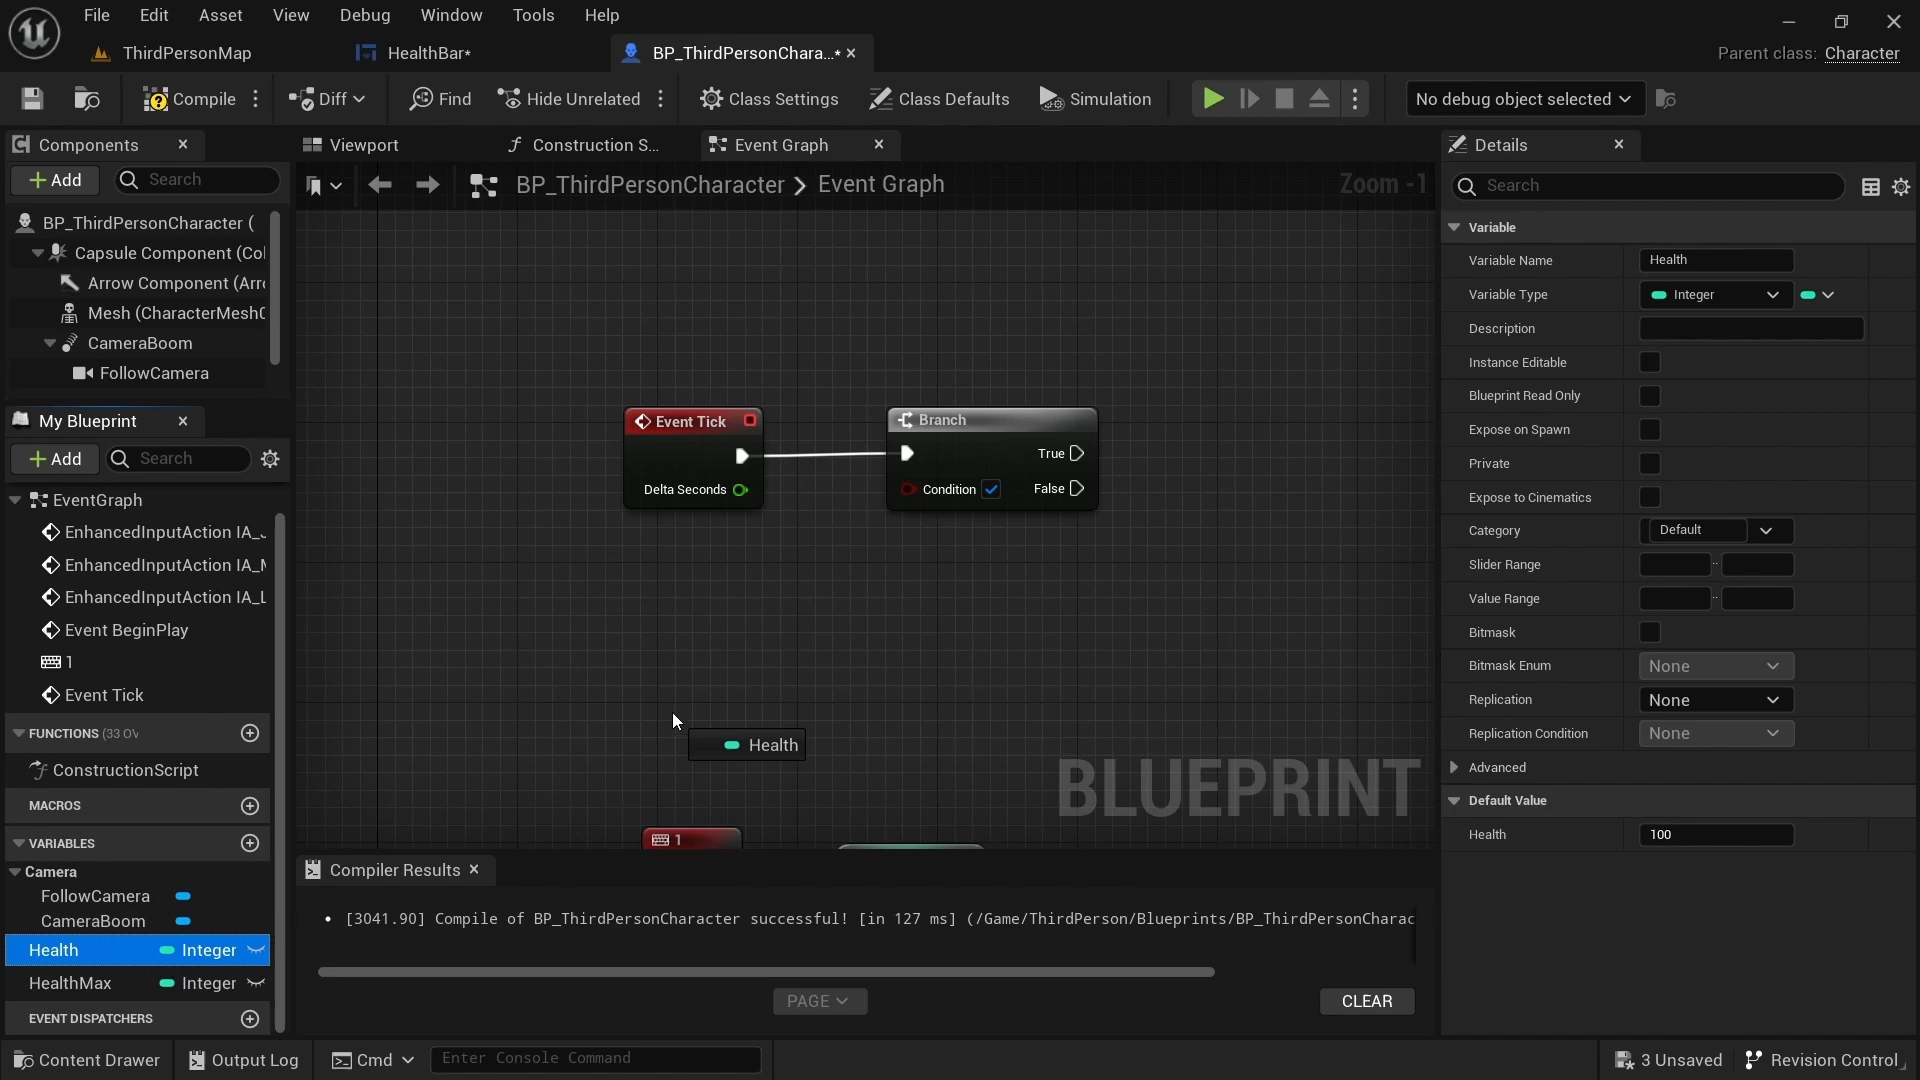 File Edit Asset View Debug Window Tools Help
ThirdPersonMap HealthBar* BP_ThirdPersonChara...* Parent class: Character
Compile Diff Find Hide Unrelated Class Settings Class Defaults Simulation No debug object selected
Components Viewport Construction S... Event Graph Details
Add Search BP_ThirdPersonCharacter > Event Graph Zoom -1 Search
BP_ThirdPersonCharacter (
Capsule Component (Col
Arrow Component (Arro
Mesh (CharacterMesh0
CameraBoom
FollowCamera
My Blueprint
Add Search
EventGraph
EnhancedInputAction IA_J
EnhancedInputAction IA_M
EnhancedInputAction IA_L
Event BeginPlay
1
Event Tick
FUNCTIONS (33 OV
ConstructionScript
MACROS
VARIABLES
Camera
FollowCamera
CameraBoom
Health Integer
HealthMax Integer
EVENT DISPATCHERS
Event Tick
Delta Seconds
Branch
True
Condition False
Health
1
BLUEPRINT
Compiler Results
[3041.90] Compile of BP_ThirdPersonCharacter successful! [in 127 ms] (/Game/ThirdPerson/Blueprints/BP_ThirdPersonCharac
PAGE CLEAR
Variable
Variable Name Health
Variable Type Integer
Description
Instance Editable
Blueprint Read Only
Expose on Spawn
Private
Expose to Cinematics
Category Default
Slider Range ..
Value Range ..
Bitmask
Bitmask Enum None
Replication None
Replication Condition None
Advanced
Default Value
Health 100
Content Drawer Output Log Cmd Enter Console Command 3 Unsaved Revision Control